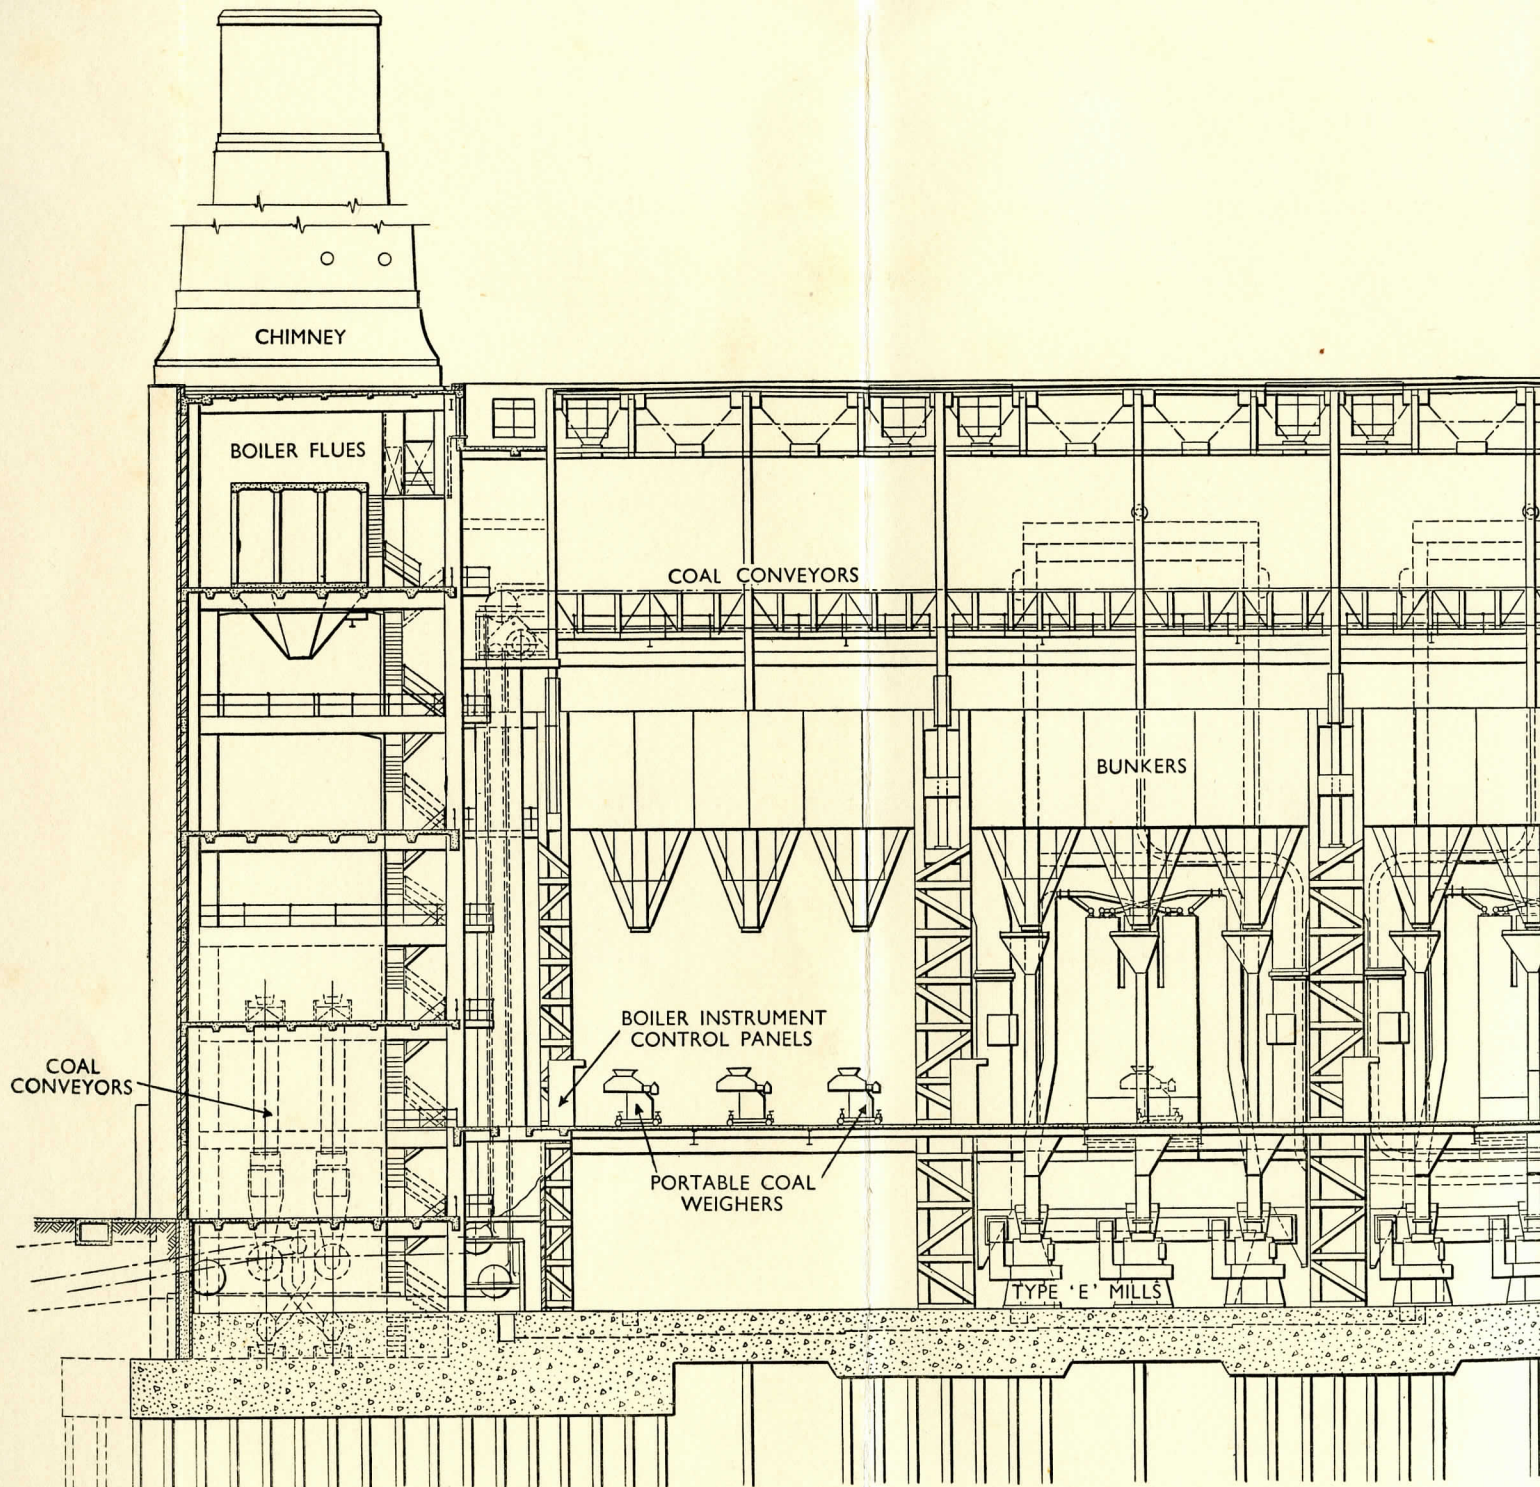 CHIMNEY
BOILER FLUES
COAL CONVEYORS
BUNKERS
BOILER INSTRUMENT
CONTROL PANELS
COAL
CONVEYORS
PORTABLE COAL
WEIGHERS
TYPE 'E' MILLS